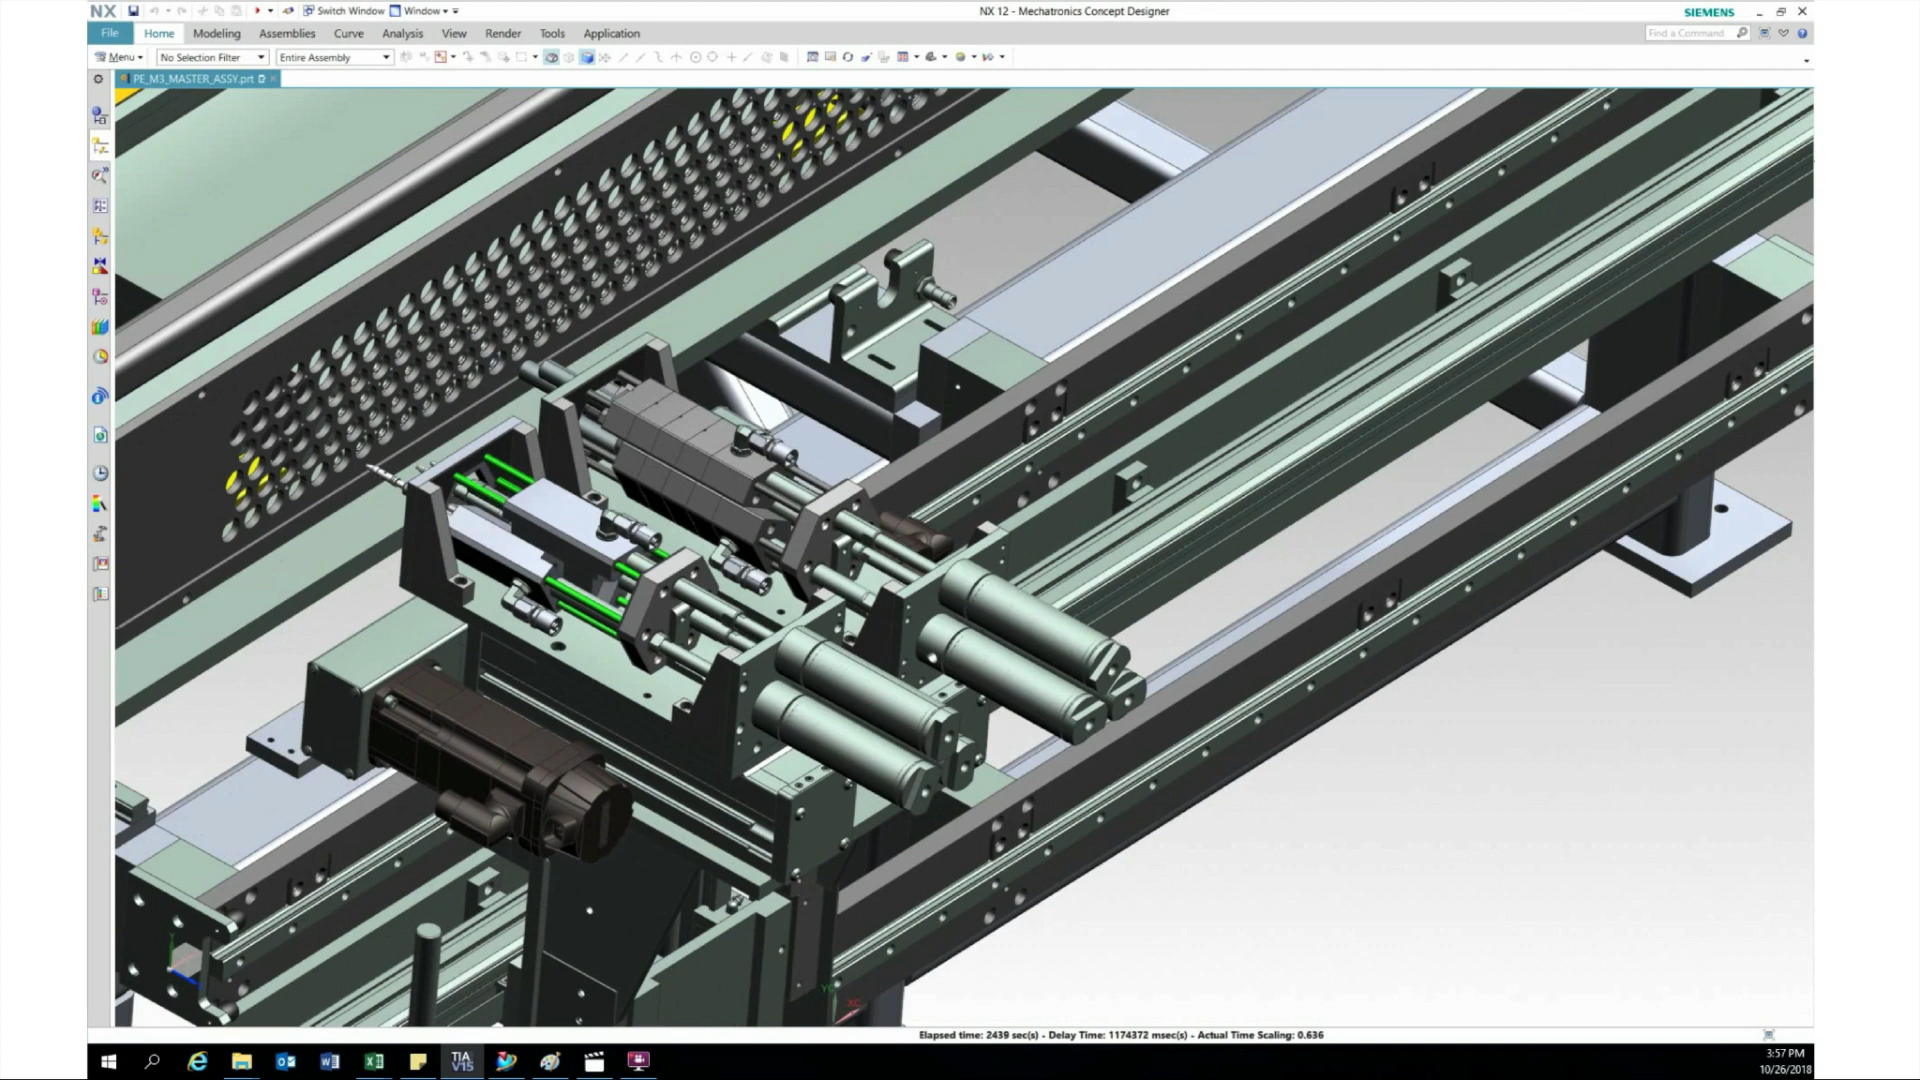 NX Switch Window Window NX 12 - Mechatronics Concept Designer SIEMENS
File Home Modeling Assemblies Curve Analysis View Render Tools Application Find a Command
Menu No Selection Filter Entire Assembly
PE_M3_MASTER_ASSY.prt
YC
XC
Elapsed time: 2439 sec(s) - Delay Time: 1174372 msec(s) - Actual Time Scaling: 0.636
TIA
V15
3:57 PM
10/26/2018